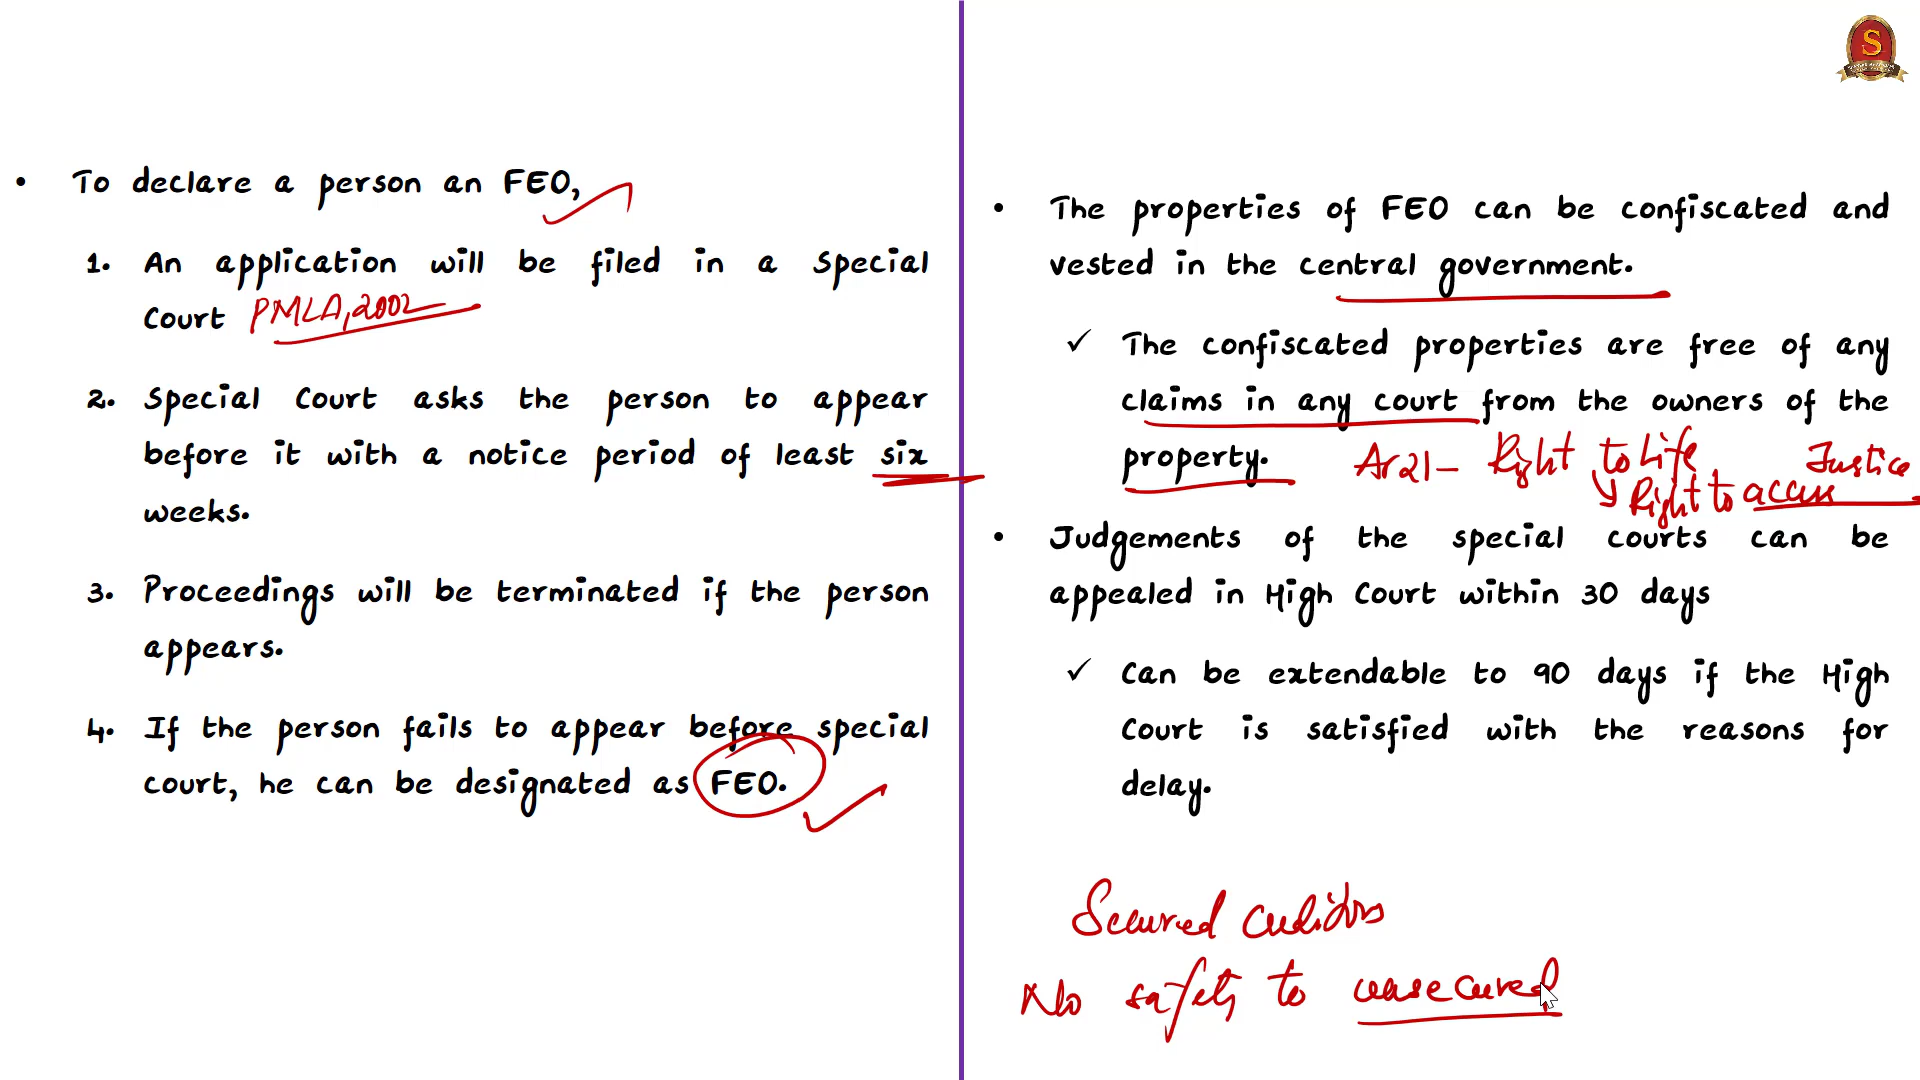 S
• To declare a person an FEO,
1. An application will be filed in a Special
Court PMLA, 2002
2. Special Court asks the person to appear
before it with a notice period of least six
weeks.
3. Proceedings will be terminated if the person
appears.
4. If the person fails to appear before special
court, he can be designated as FEO.
• The properties of FEO can be confiscated and
vested in the central government.
✓ The confiscated properties are free of any
claims in any court from the owners of the
property. Ar 21 - Right to Life
Right to access Justice
• Judgements of the special courts can be
appealed in High Court within 30 days
✓ Can be extendable to 90 days if the High
Court is satisfied with the reasons for
delay.
Secured creditors
No safety to unsecured